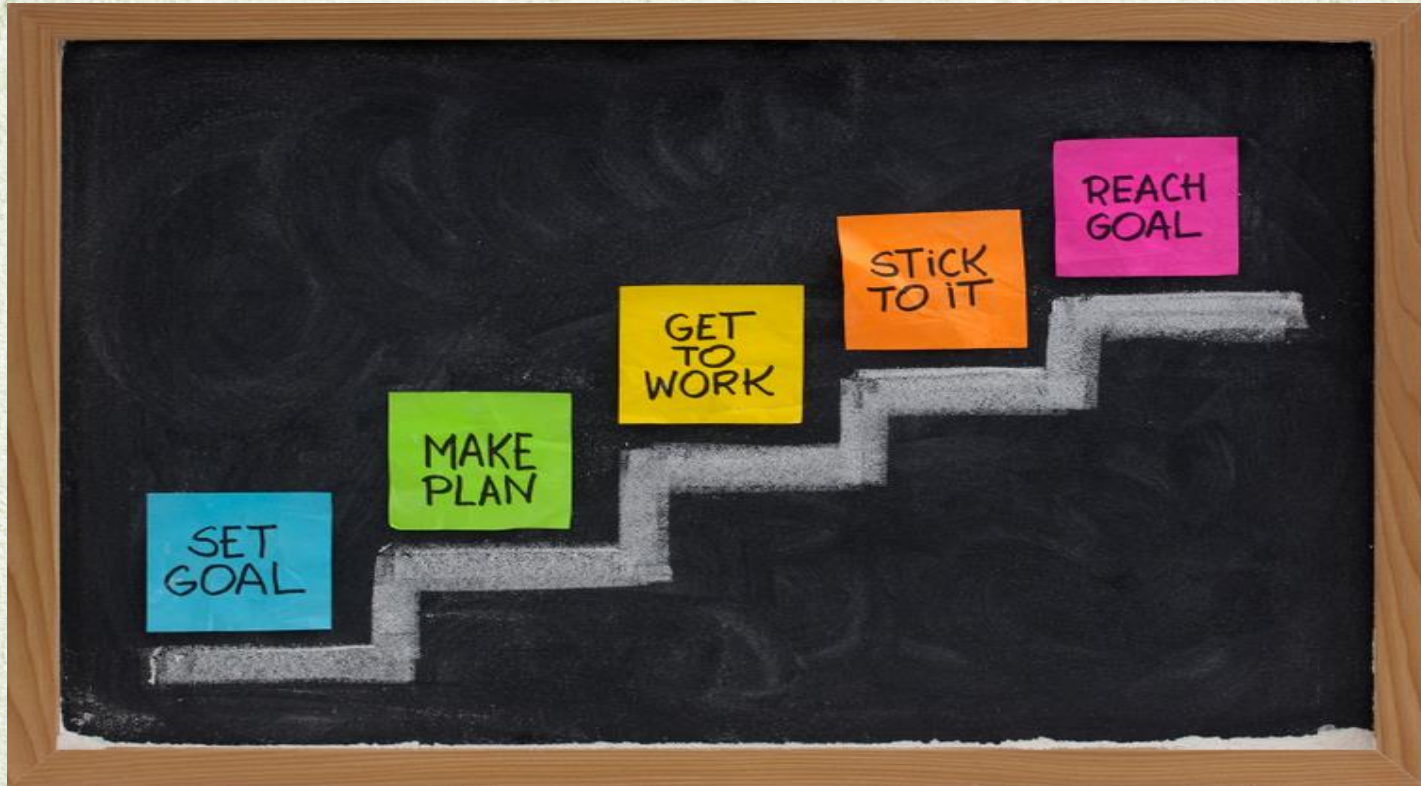 SET
GOAL
MAKE
PLAN
GET
TO
WORK
STiCK
TO iT
REACH
GOAL